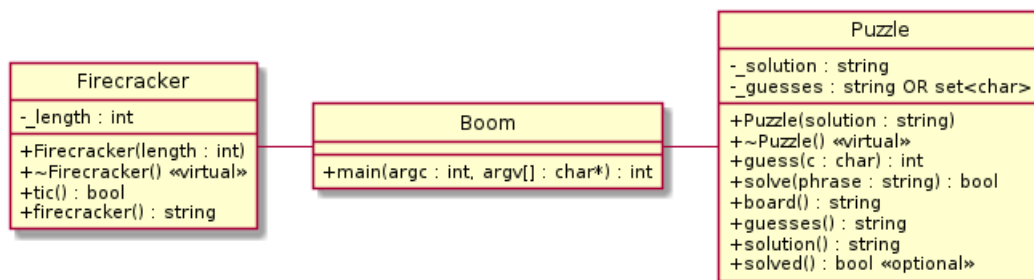 Firecracker
-_length : int
+Firecracker(length : int)
+~Firecracker() «virtual»
+tic() : bool
+firecracker() : string
Boom
+main(argc : int, argv[] : char*) : int
Puzzle
-_solution : string
-_guesses : string OR set<char>
+Puzzle(solution : string)
+~Puzzle() «virtual»
+guess(c : char) : int
+solve(phrase : string) : bool
+board() : string
+guesses() : string
+solution() : string
+solved() : bool «optional»